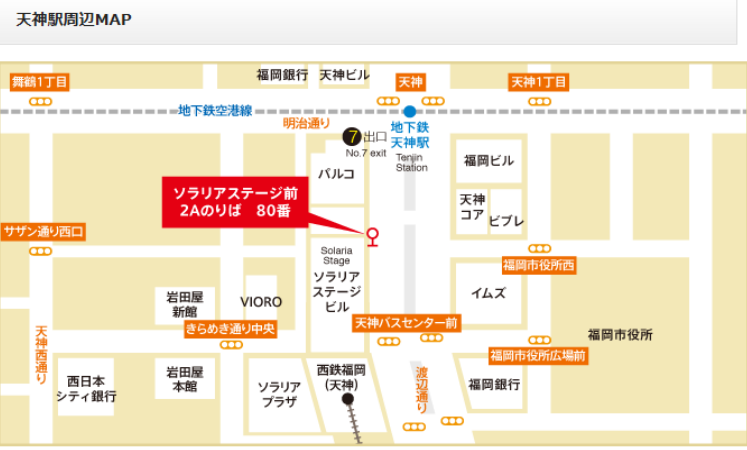 天神駅周辺MAP
舞鶴1丁目
福岡銀行
天神ビル
天神
天神1丁目
地下鉄空港線
明治通り
7
出口
No.7 exit
地下鉄
天神駅
Tenjin
Station
パルコ
福岡ビル
ソラリアステージ前
2Aのりば 80番
天神
コア
ビブレ
サザン通り西口
Solaria
Stage
ソラリア
ステージ
ビル
福岡市役所西
岩田屋
新館
VIORO
イムズ
きらめき通り中央
天神バスセンター前
福岡市役所
天神西通り
福岡市役所広場前
西日本
シティ銀行
岩田屋
本館
ソラリア
プラザ
西鉄福岡
(天神)
渡辺通り
福岡銀行